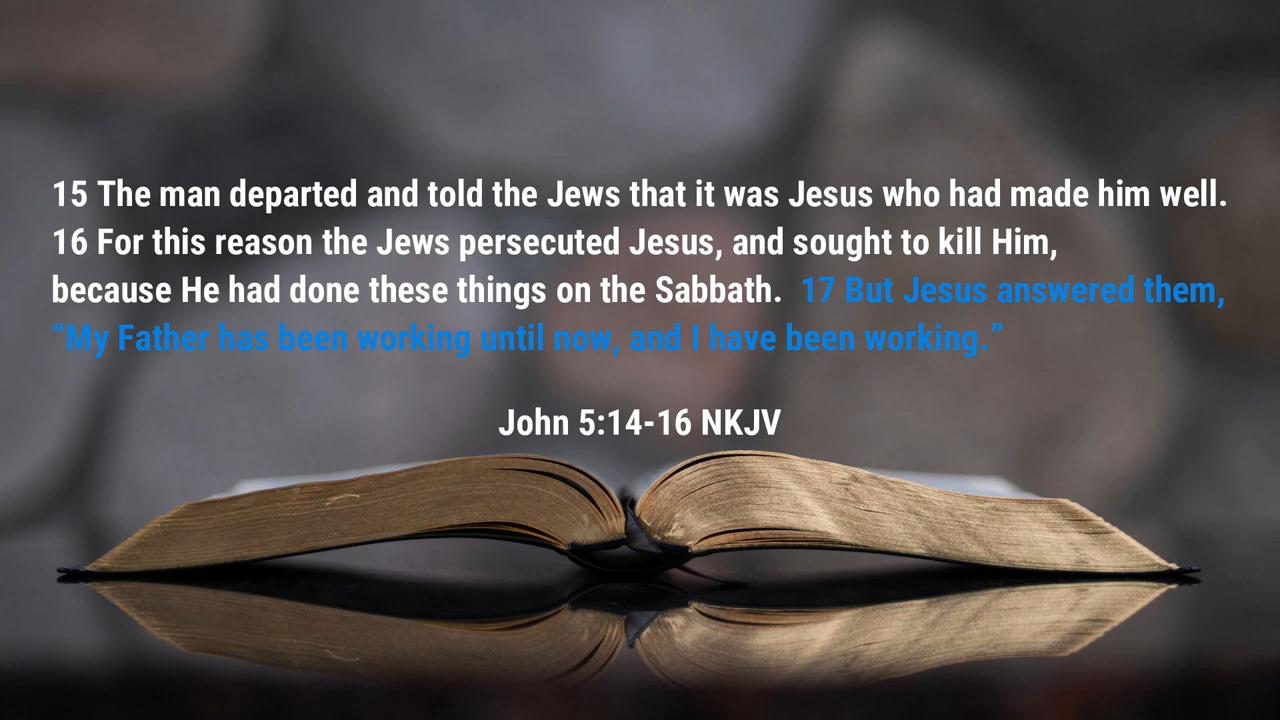 15 The man departed and told the Jews that it was Jesus who had made him well.
16 For this reason the Jews persecuted Jesus, and sought to kill Him,
because He had done these things on the Sabbath.  17 But Jesus answered them,
“My Father has been working until now, and I have been working.”
John 5:14-16 NKJV